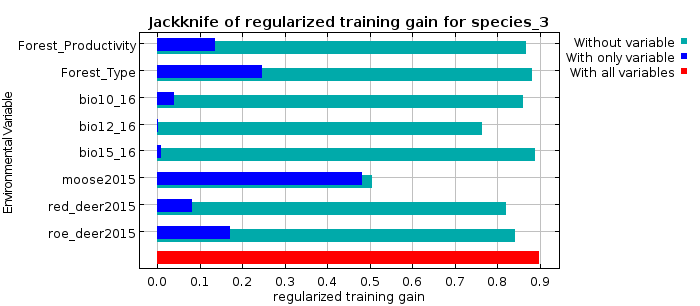 Jackknife of regularized training gain for species_3
Without variable
With only variable
With all variables
Environmental Variable
Forest_Productivity
Forest_Type
bio10_16
bio12_16
bio15_16
moose2015
red_deer2015
roe_deer2015
0.0 0.1 0.2 0.3 0.4 0.5 0.6 0.7 0.8 0.9
regularized training gain